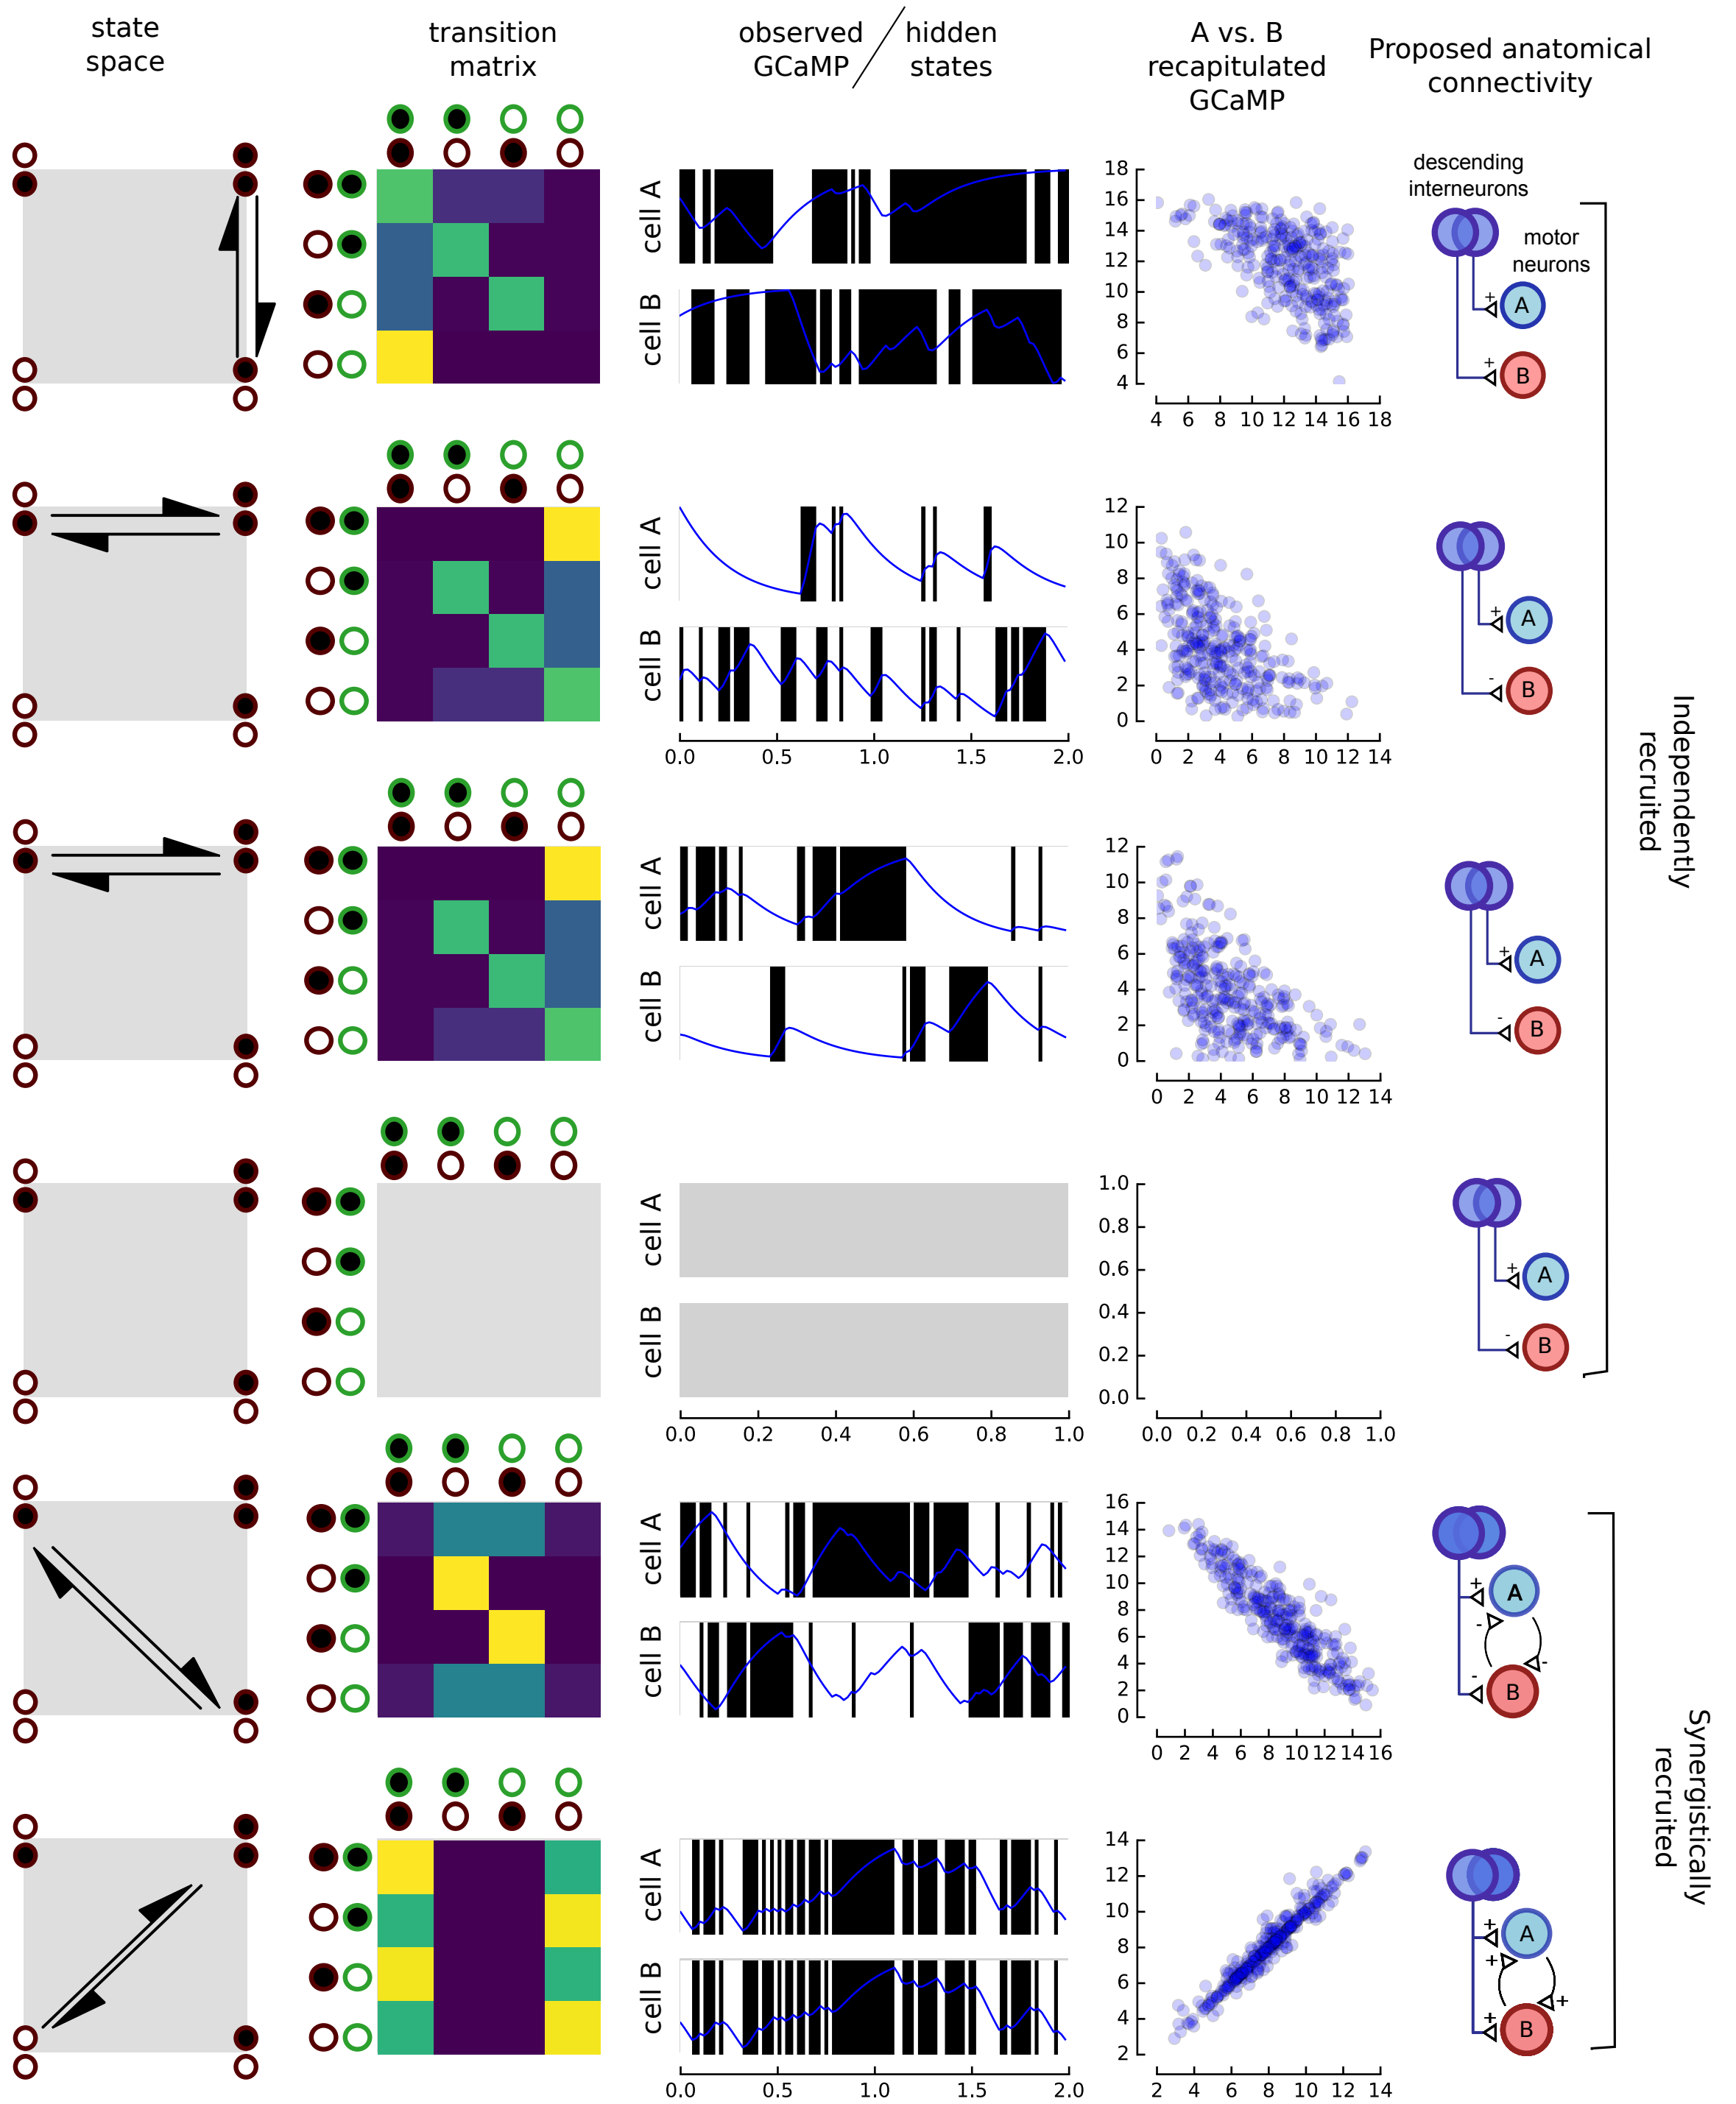 state
space
transition
matrix
observed
GCaMP
hidden
states
A vs. B
recapitulated
GCaMP
Proposed anatomical
connectivity
cell A
cell B
18
16
14
12
10
8
6
4
4 6 8 10 12 14 16 18
descending
interneurons
motor
neurons
+
A
+
B
Independently
recruited
cell A
cell B
0.0 0.5 1.0 1.5 2.0
12
10
8
6
4
2
0
0 2 4 6 8 10 12 14
+
A
-
B
cell A
cell B
12
10
8
6
4
2
0
0 2 4 6 8 10 12 14
+
A
-
B
cell A
cell B
0.0 0.2 0.4 0.6 0.8 1.0
1.0
0.8
0.6
0.4
0.2
0.0
0.0 0.2 0.4 0.6 0.8 1.0
+
A
-
B
cell A
cell B
16
14
12
10
8
6
4
2
0
0 2 4 6 8 10 12 14 16
+
A
-
-
-
B
Synergistically
recruited
cell A
cell B
0.0 0.5 1.0 1.5 2.0
14
12
10
8
6
4
2
2 4 6 8 10 12 14
+
A
+
+
+
B